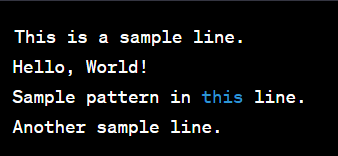 This is a sample line.
Hello, World!
Sample pattern in this line.
Another sample line.